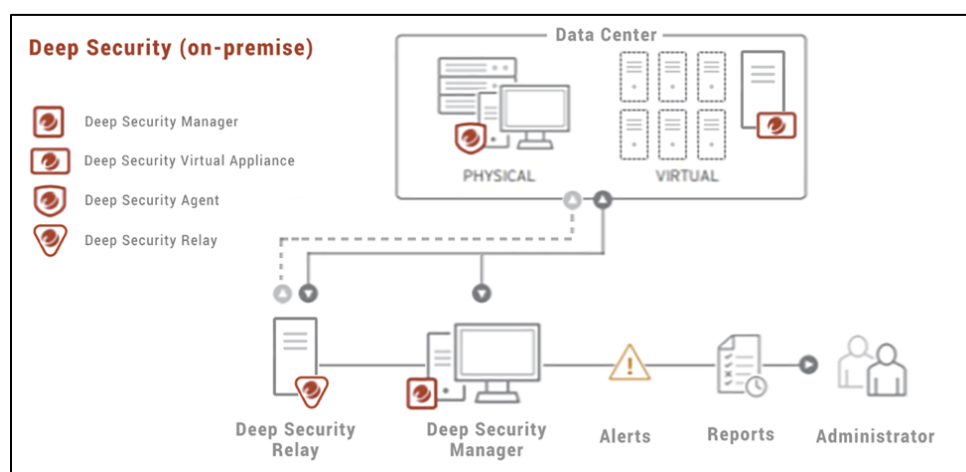 Deep Security (on-premise)
Deep Security Manager
Deep Security Virtual Appliance
Deep Security Agent
Deep Security Relay
Data Center
PHYSICAL
VIRTUAL
Deep Security
Relay
Deep Security
Manager
Alerts
Reports
Administrator